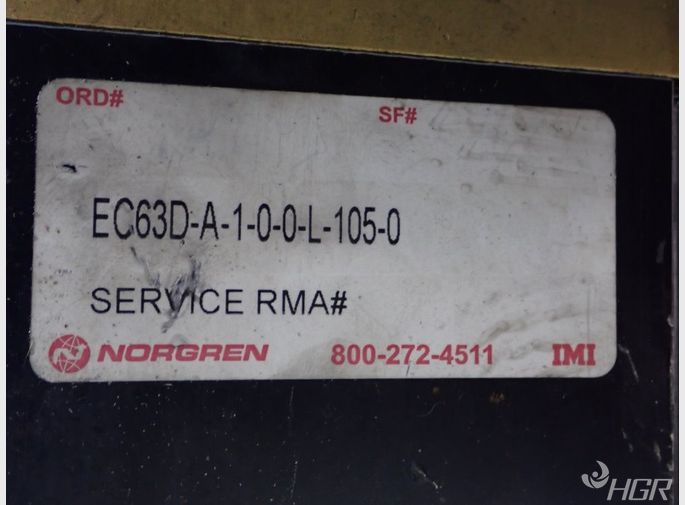 ORD#
SF#
EC63D-A-1-0-0-L-105-0
SERVICE RMA#
NORGREN 800-272-4511 IMI
HGR